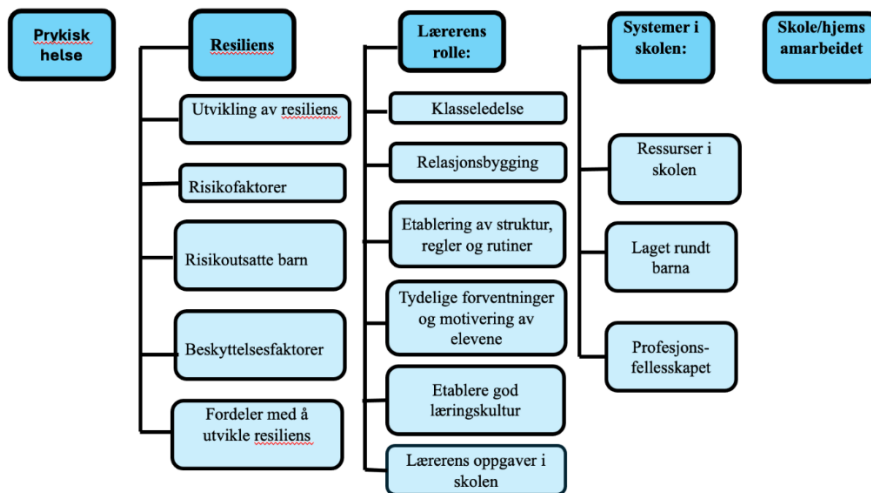 Prykisk
helse
Resiliens
Utvikling av resiliens
Risikofaktorer
Risikoutsatte barn
Beskyttelsesfaktorer
Fordeler med å
utvikle resiliens
Lærerens
rolle:
Klasseledelse
Relasjonsbygging
Etablering av struktur,
regler og rutiner
Tydelige forventninger
og motivering av
elevene
Etablere god
læringskultur
Lærerens oppgaver i
skolen
Systemer i
skolen:
Ressurser i
skolen
Laget rundt
barna
Profesjons-
fellesskapet
Skole/hjems
amarbeidet